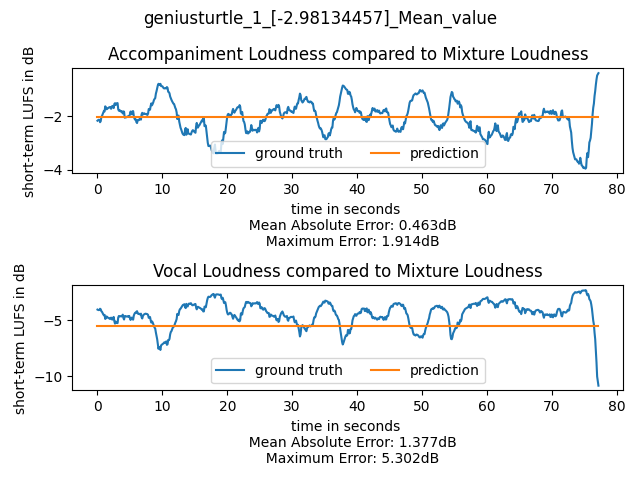 geniusturtle_1_[-2.98134457]_Mean_value
Accompaniment Loudness compared to Mixture Loudness
short-term LUFS in dB
−2
−4
ground truth
prediction
0 10 20 30 40 50 60 70 80
time in seconds
Mean Absolute Error: 0.463dB
Maximum Error: 1.914dB
Vocal Loudness compared to Mixture Loudness
short-term LUFS in dB
−5
−10
ground truth
prediction
0 10 20 30 40 50 60 70 80
time in seconds
Mean Absolute Error: 1.377dB
Maximum Error: 5.302dB